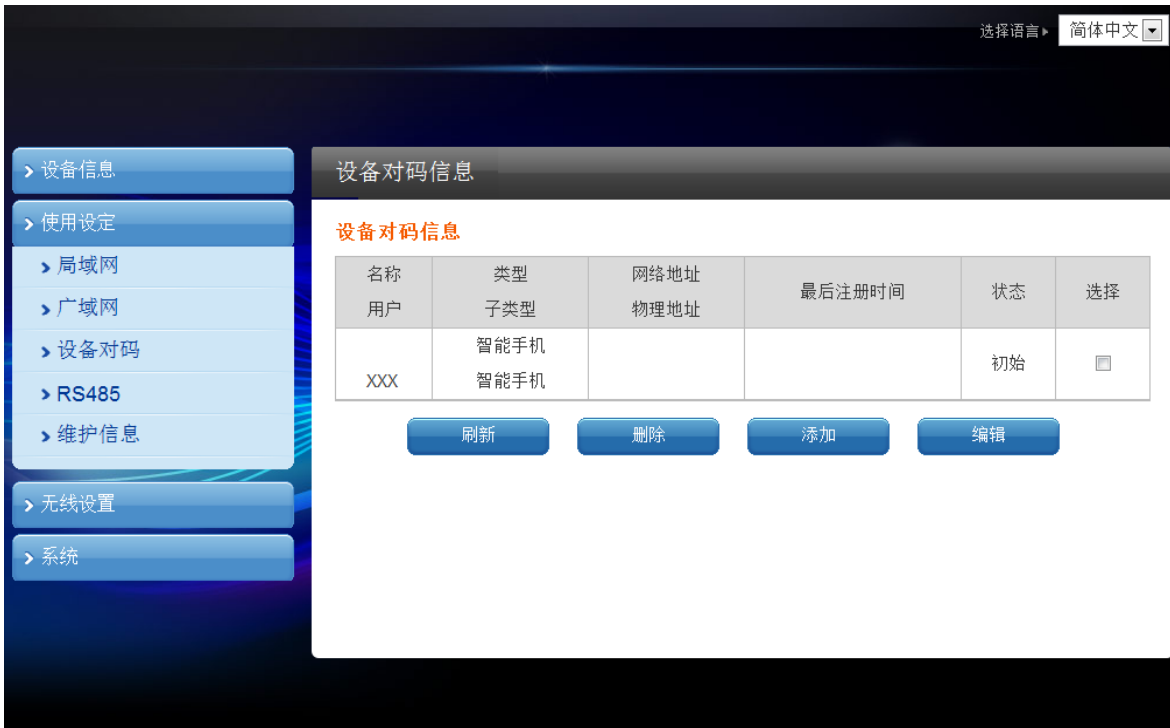 选择语言 简体中文
设备信息
使用设定
局域网
广域网
设备对码
RS485
维护信息
无线设置
系统
设备对码信息
设备对码信息
名称 类型 网络地址 最后注册时间 状态 选择
用户 子类型 物理地址
智能手机 初始
XXX 智能手机
刷新 删除 添加 编辑